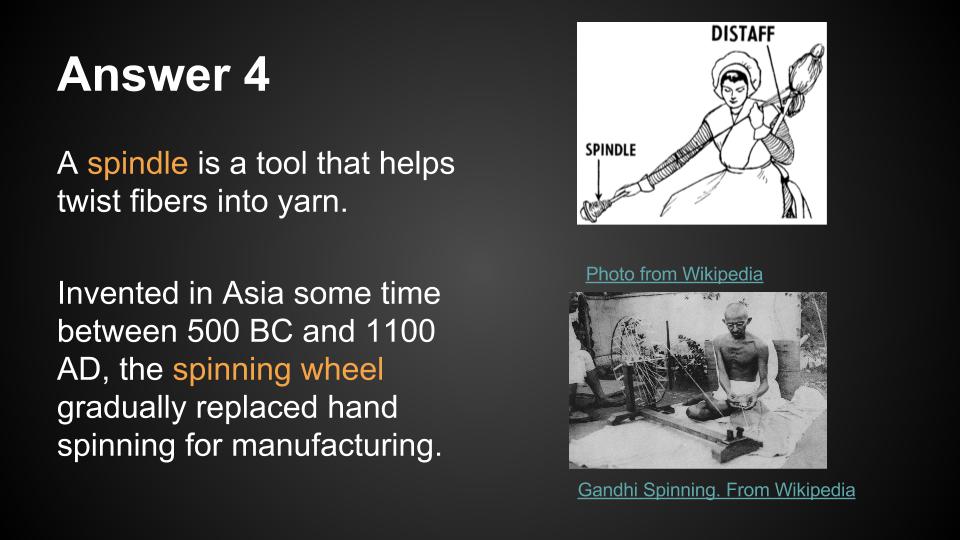 Answer 4
A spindle is a tool that helps
twist fibers into yarn.
Invented in Asia some time
between 500 BC and 1100
AD, the spinning wheel
gradually replaced hand
spinning for manufacturing.
DISTAFF
SPINDLE
Photo from Wikipedia
Gandhi Spinning. From Wikipedia